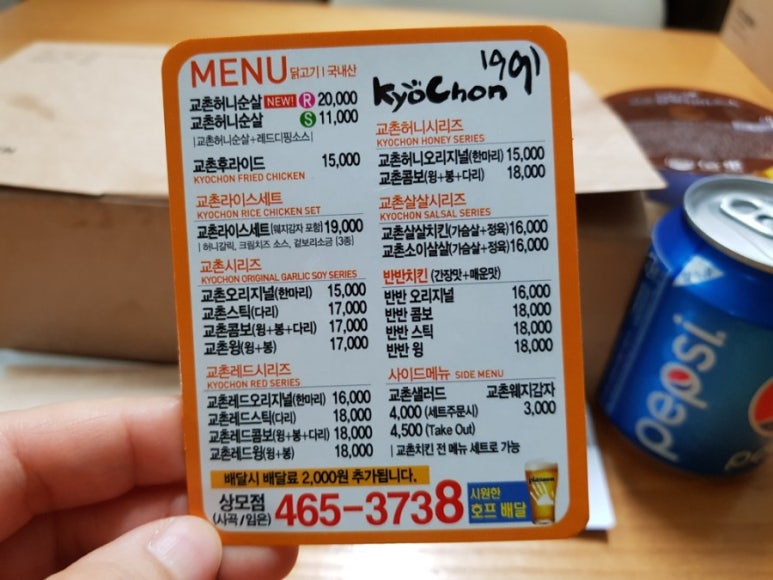 MENU 닭고기 | 국내산
교촌허니순살 NEW! R 20,000
교촌허니순살 S 11,000
| 교촌허니순살+레드디핑소스 |
교촌후라이드 15,000
KYOCHON FRIED CHICKEN
교촌라이스세트
KYOCHON RICE CHICKEN SET
교촌라이스세트(웨지감자 포함) 19,000
| 허니갈릭, 크림치즈 소스, 겉보리소금 (3종)
교촌시리즈
KYOCHON ORIGINAL GARLIC SOY SERIES
교촌오리지널(한마리) 15,000
교촌스틱(다리) 17,000
교촌콤보(윙+봉+다리) 17,000
교촌윙(윙+봉) 17,000
교촌레드시리즈
KYOCHON RED SERIES
교촌레드오리지널(한마리) 16,000
교촌레드스틱(다리) 18,000
교촌레드콤보(윙+봉+다리) 18,000
교촌레드윙(윙+봉) 18,000
KyoChon 1991
교촌허니시리즈
KYOCHON HONEY SERIES
교촌허니오리지널(한마리) 15,000
교촌허니콤보(윙+봉+다리) 18,000
교촌살살시리즈
KYOCHON SALSAL SERIES
교촌살살치킨(가슴살+정육) 16,000
교촌소이살살(가슴살+정육) 16,000
반반치킨 (간장맛+매운맛)
반반 오리지널 16,000
반반 콤보 18,000
반반 스틱 18,000
반반 윙 18,000
사이드메뉴 SIDE MENU
교촌샐러드 교촌웨지감자
4,000 (세트주문시) 3,000
4,500 (Take Out)
| 교촌치킨 전 메뉴 세트로 가능
배달시 배달료 2,000원 추가됩니다.
상모점
(사곡/임은) 465-3738
시원한
호프 배달
pepsi